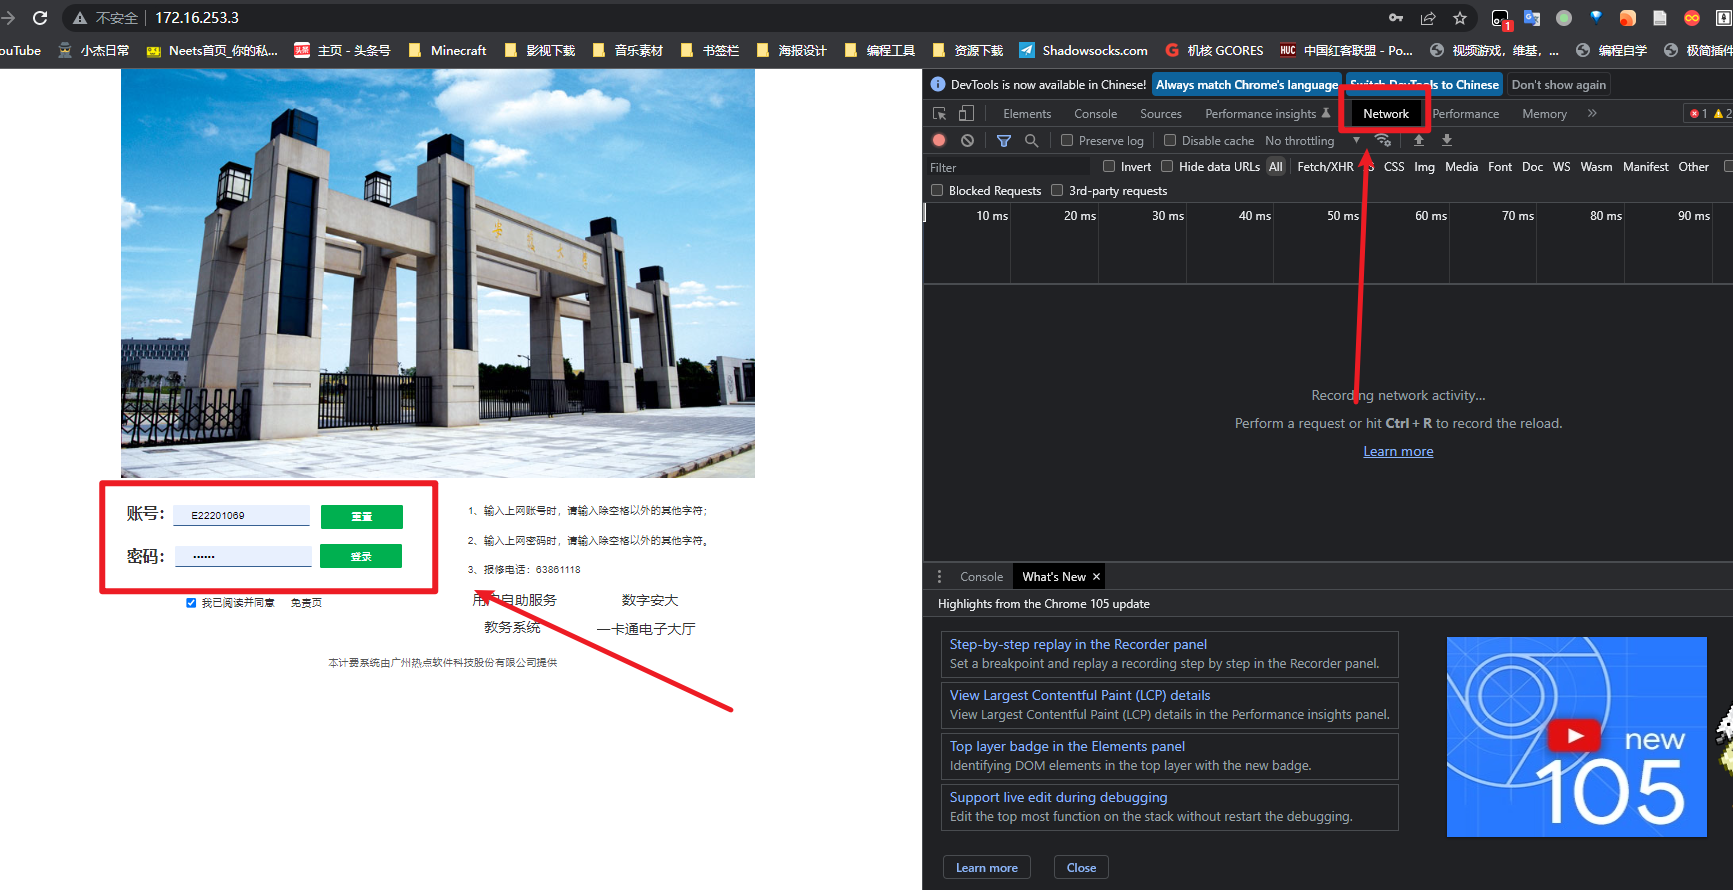 不安全 172.16.253.3
1
ouTube 小杰日常 Neets首页_你的私... 主页 - 头条号 Minecraft 影视下载 音乐素材 书签栏 海报设计 编程工具 资源下载 Shadowsocks.com 机核 GCORES 中国红客联盟 - Po... 视频游戏，维基，... 编程自学 极简插件
安徽大学
账号： E22201069 重置
密码： •••••• 登录
我已阅读并同意 免责页
1、输入上网账号时，请输入除空格以外的其他字符；
2、输入上网密码时，请输入除空格以外的其他字符。
3、报修电话：63861118
用户自助服务 数字安大
教务系统 一卡通电子大厅
本计费系统由广州热点软件科技股份有限公司提供
DevTools is now available in Chinese! Always match Chrome's language Switch DevTools to Chinese Don't show again
Elements Console Sources Performance insights Network Performance Memory » 1 2
Preserve log Disable cache No throttling
Filter Invert Hide data URLs All Fetch/XHR JS CSS Img Media Font Doc WS Wasm Manifest Other
Blocked Requests 3rd-party requests
10 ms 20 ms 30 ms 40 ms 50 ms 60 ms 70 ms 80 ms 90 ms
Recording network activity...
Perform a request or hit Ctrl + R to record the reload.
Learn more
Console What's New ×
Highlights from the Chrome 105 update
Step-by-step replay in the Recorder panel
Set a breakpoint and replay a recording step by step in the Recorder panel.
View Largest Contentful Paint (LCP) details
View Largest Contentful Paint (LCP) details in the Performance insights panel.
Top layer badge in the Elements panel
Identifying DOM elements in the top layer with the new badge.
Support live edit during debugging
Edit the top most function on the stack without restart the debugging.
new
105
Learn more Close